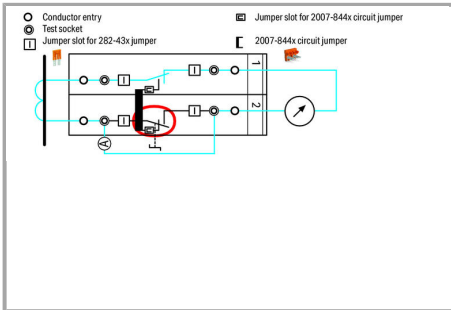 Conductor entry
Test socket
Jumper slot for 282-43x jumper
Jumper slot for 2007-844x circuit jumper
2007-844x circuit jumper
1
2
A